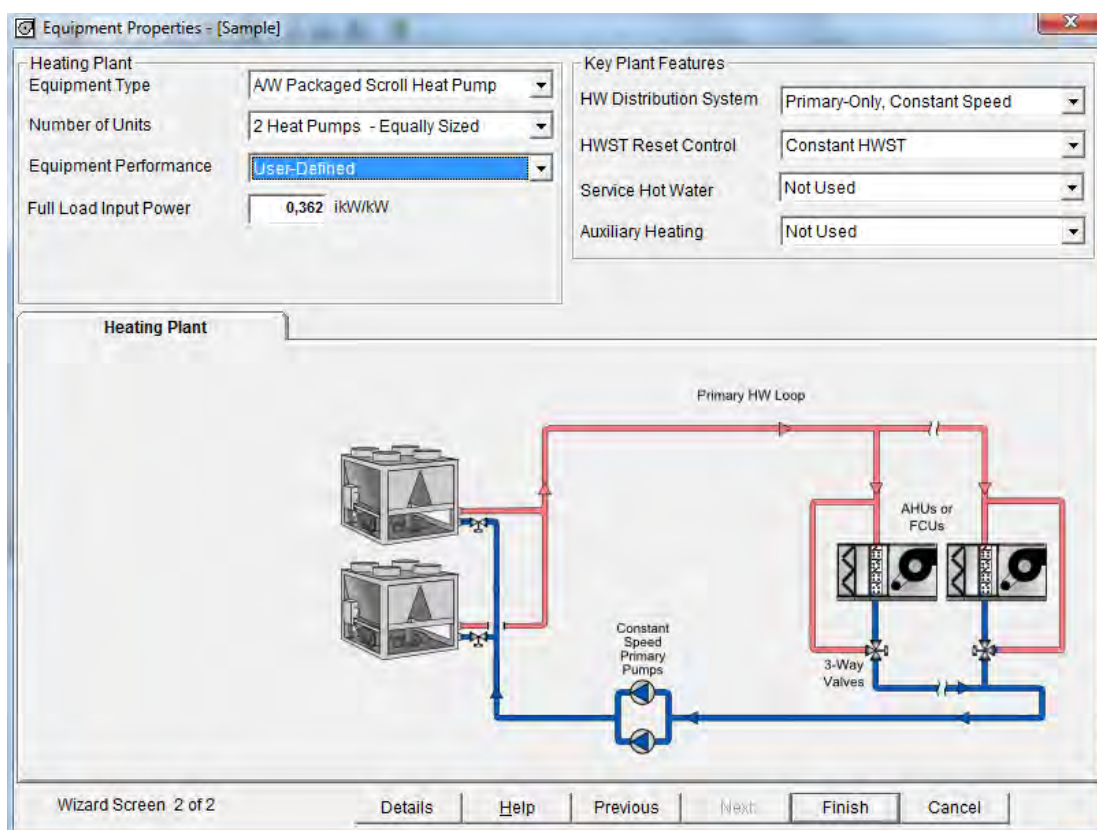 Equipment Properties - [Sample]
Heating Plant
Equipment Type
A/W Packaged Scroll Heat Pump
Number of Units
2 Heat Pumps - Equally Sized
Equipment Performance
User-Defined
Full Load Input Power
0,362 ikW/kW
Key Plant Features
HW Distribution System
Primary-Only, Constant Speed
HWST Reset Control
Constant HWST
Service Hot Water
Not Used
Auxiliary Heating
Not Used
Heating Plant
Primary HW Loop
AHUs or
FCUs
Constant
Speed
Primary
Pumps
3-Way
Valves
Wizard Screen 2 of 2
Details
Help
Previous
Next
Finish
Cancel